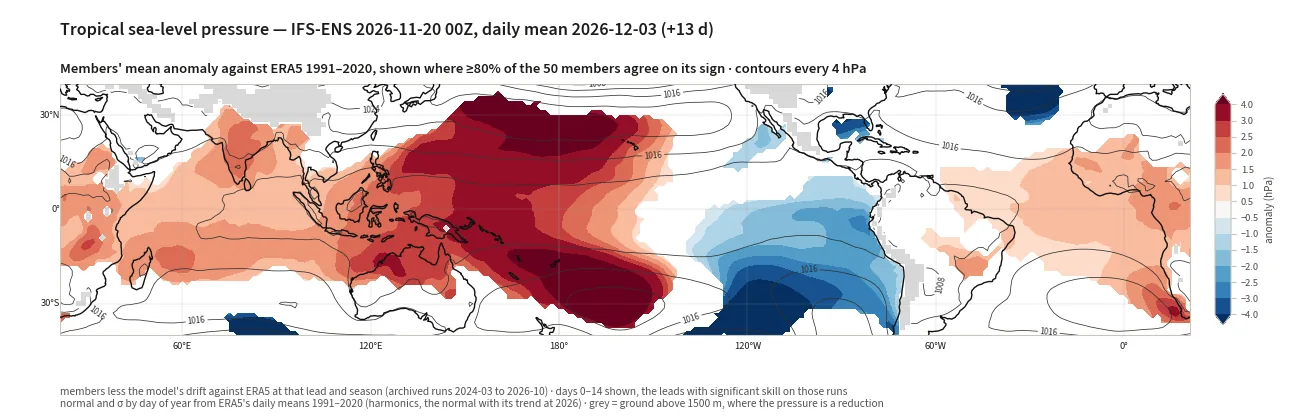 Tropical sea-level pressure — IFS-ENS 2026-11-20 00Z, daily mean 2026-12-03 (+13 d)
Members' mean anomaly against ERA5 1991–2020, shown where ≥80% of the 50 members agree on its sign · contours every 4 hPa
30°N
0°
30°S
60°E
120°E
180°
120°W
60°W
0°
1016
1016
1016
1024
1016
1016
1016
1016
1016
1016
1016
1008
1016
4.0
3.0
2.5
2.0
1.5
1.0
0.5
−0.5
−1.0
−1.5
−2.0
−2.5
−3.0
−4.0
anomaly (hPa)
members less the model's drift against ERA5 at that lead and season (archived runs 2024-03 to 2026-10) · days 0–14 shown, the leads with significant skill on those runs
normal and σ by day of year from ERA5's daily means 1991–2020 (harmonics, the normal with its trend at 2026) · grey = ground above 1500 m, where the pressure is a reduction